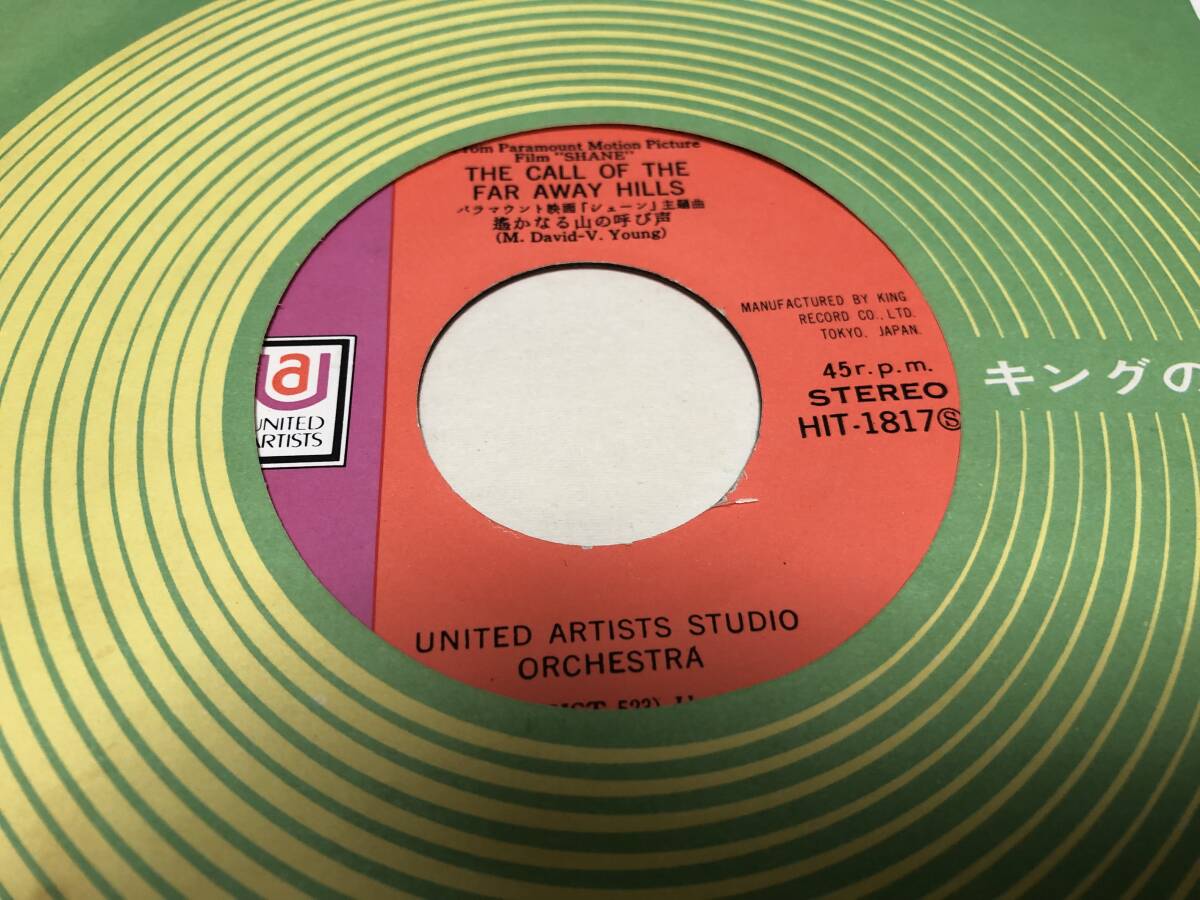 From Paramount Motion Picture
Film "SHANE"
THE CALL OF THE
FAR AWAY HILLS
パラマウント映画「シェーン」主題曲
遙かなる山の呼び声
(M. David-V. Young)
MANUFACTURED BY KING
RECORD CO., LTD.
TOKYO. JAPAN.
45r.p.m.
STEREO
HIT-1817Ⓢ
キングの
ua
UNITED
ARTISTS
UNITED ARTISTS STUDIO
ORCHESTRA
523)